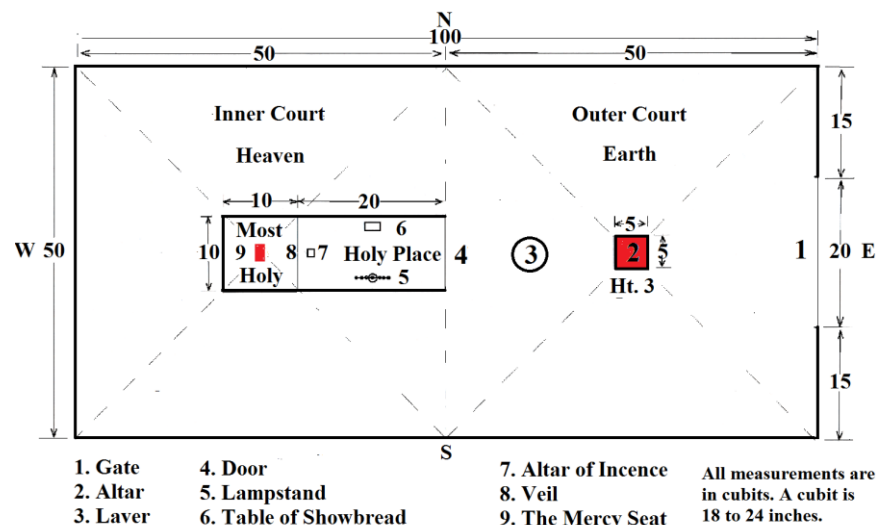 N
100
50 50
Inner Court Outer Court
Heaven Earth
15
10 20
5
Most 6
W 50 10 9 8 7 Holy Place 4 3 2 5 1 20 E
Holy 5
Ht. 3
15
S
1. Gate 4. Door 7. Altar of Incence
2. Altar 5. Lampstand 8. Veil
3. Laver 6. Table of Showbread 9. The Mercy Seat
All measurements are
in cubits. A cubit is
18 to 24 inches.